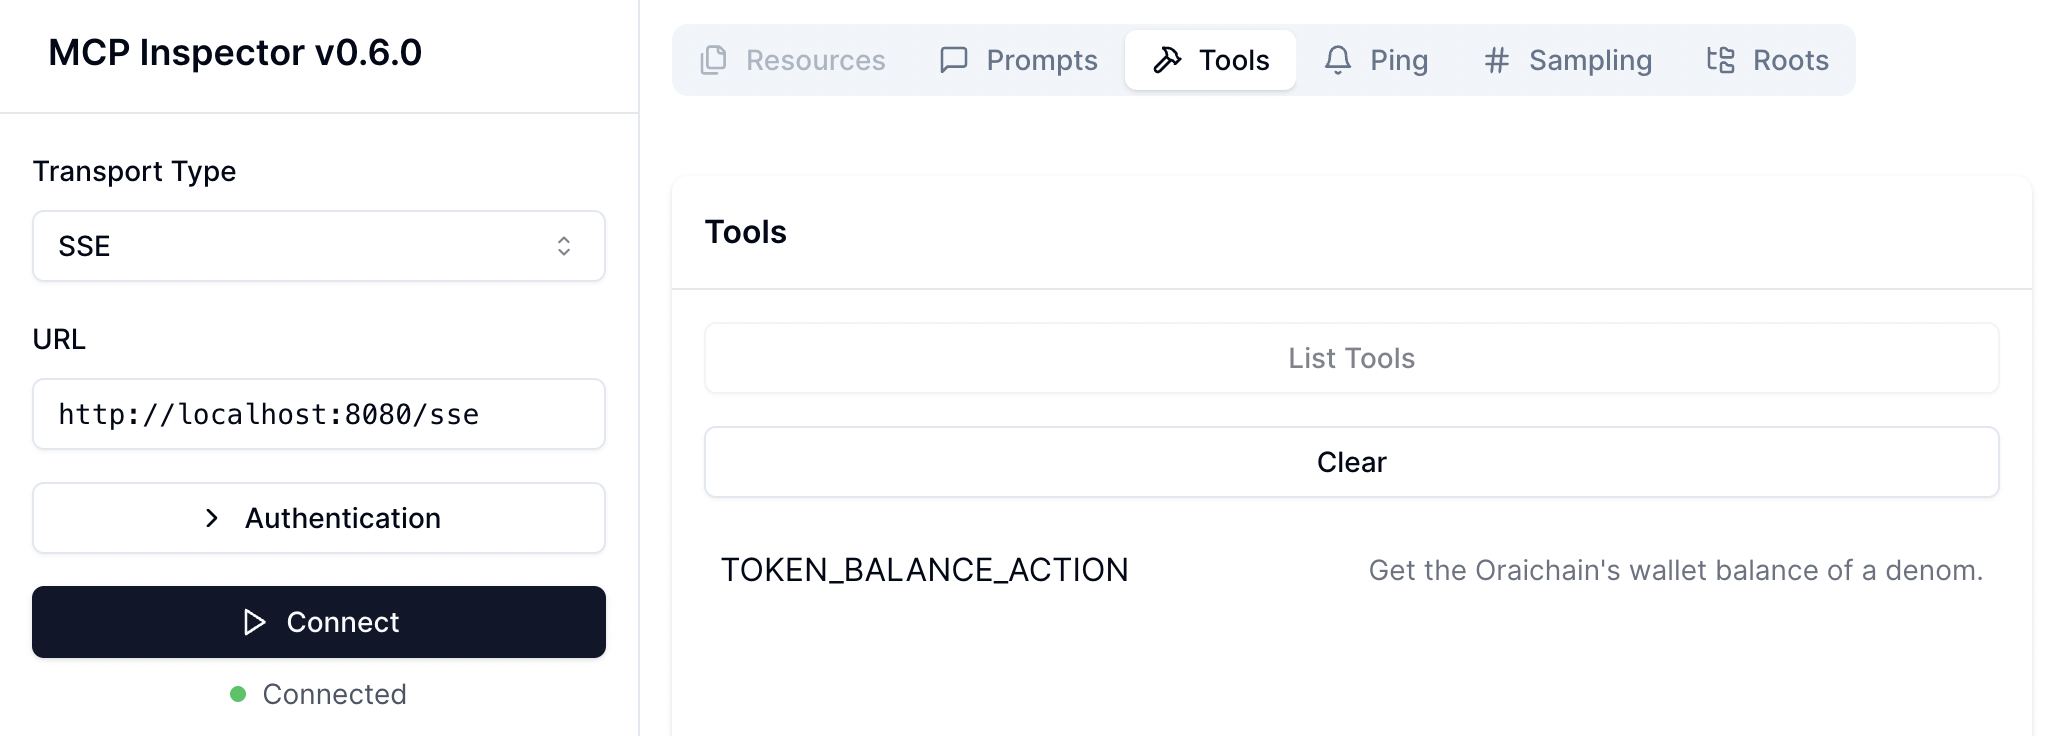 MCP Inspector v0.6.0
Transport Type
SSE
URL
http://localhost:8080/sse
Authentication
Connect
Connected
Resources
Prompts
Tools
Ping
Sampling
Roots
Tools
List Tools
Clear
TOKEN_BALANCE_ACTION
Get the Oraichain's wallet balance of a denom.